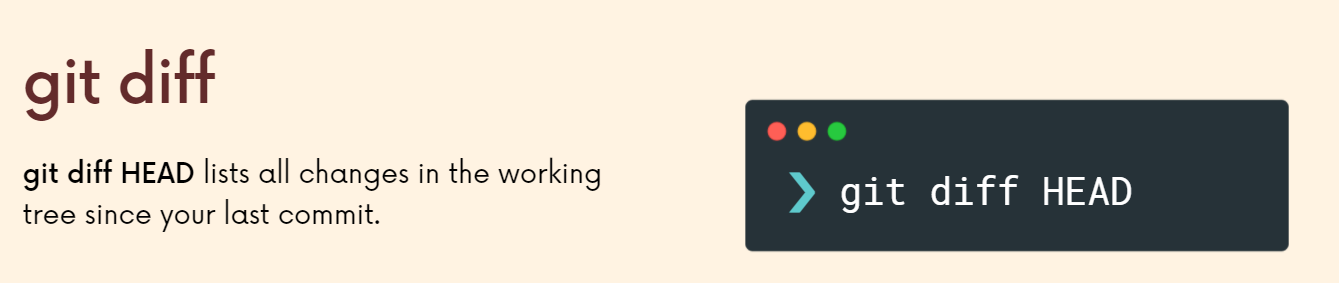 git diff
git diff HEAD lists all changes in the working
tree since your last commit.
❯ git diff HEAD